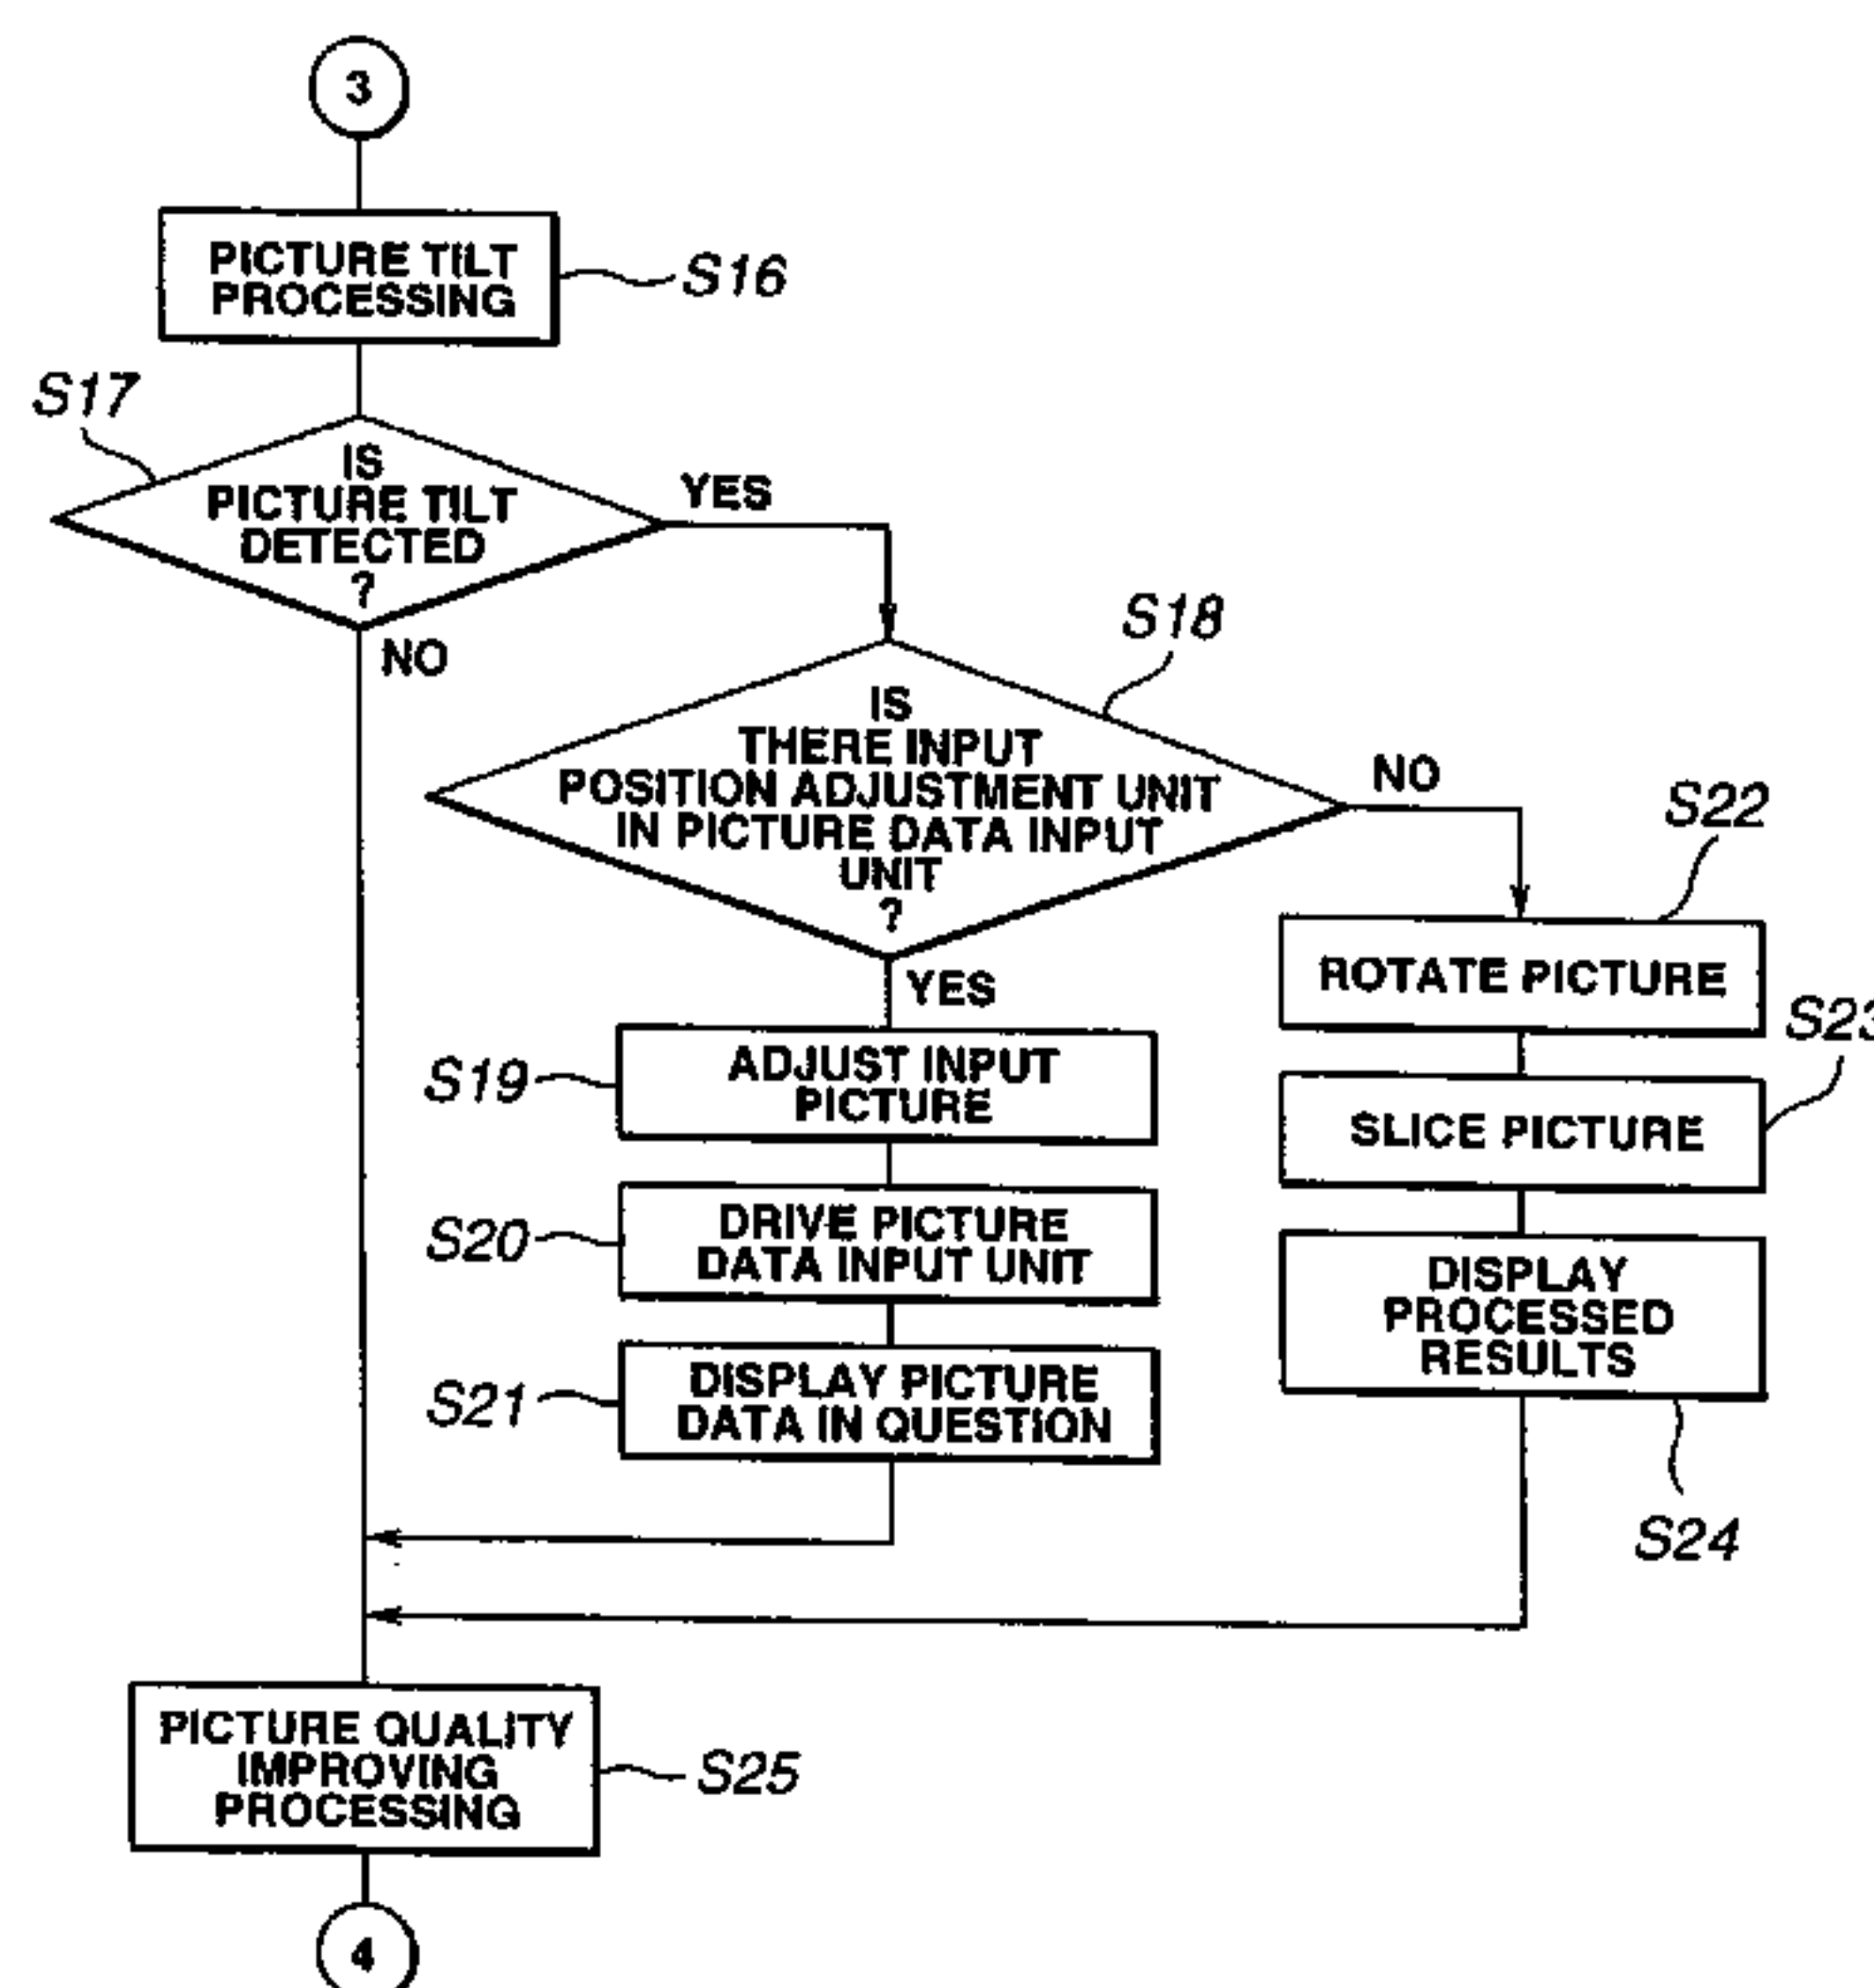 3
PICTURE TILT
PROCESSING
S16
S17
IS
PICTURE TILT
DETECTED
?
YES
NO
S18
IS
THERE INPUT
POSITION ADJUSTMENT UNIT
IN PICTURE DATA INPUT
UNIT
?
NO
YES
S22
ROTATE PICTURE
S23
SLICE PICTURE
DISPLAY
PROCESSED
RESULTS
S24
S19
ADJUST INPUT
PICTURE
S20
DRIVE PICTURE
DATA INPUT UNIT
S21
DISPLAY PICTURE
DATA IN QUESTION
PICTURE QUALITY
IMPROVING
PROCESSING
S25
4